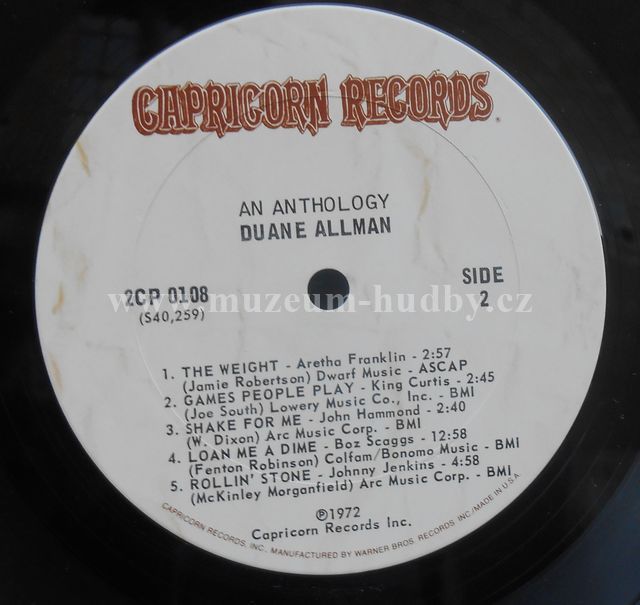 CAPRICORN RECORDS.
AN ANTHOLOGY
DUANE ALLMAN
2CP 0108
(S40,259)
SIDE
2
www.muzeum-hudby.cz
1. THE WEIGHT - Aretha Franklin - 2:57
(Jamie Robertson) Dwarf Music - ASCAP
2. GAMES PEOPLE PLAY - King Curtis - 2:45
(Joe South) Lowery Music Co., Inc. - BMI
3. SHAKE FOR ME - John Hammond - 2:40
(W. Dixon) Arc Music Corp. - BMI
4. LOAN ME A DIME - Boz Scaggs - 12:58
(Fenton Robinson) Colfam/Bonomo Music - BMI
5. ROLLIN' STONE - Johnny Jenkins - 4:58
(McKinley Morganfield) Arc Music Corp. - BMI
℗1972
Capricorn Records Inc.
CAPRICORN RECORDS, INC., MANUFACTURED BY WARNER BROS. RECORDS INC./MADE IN U.S.A.